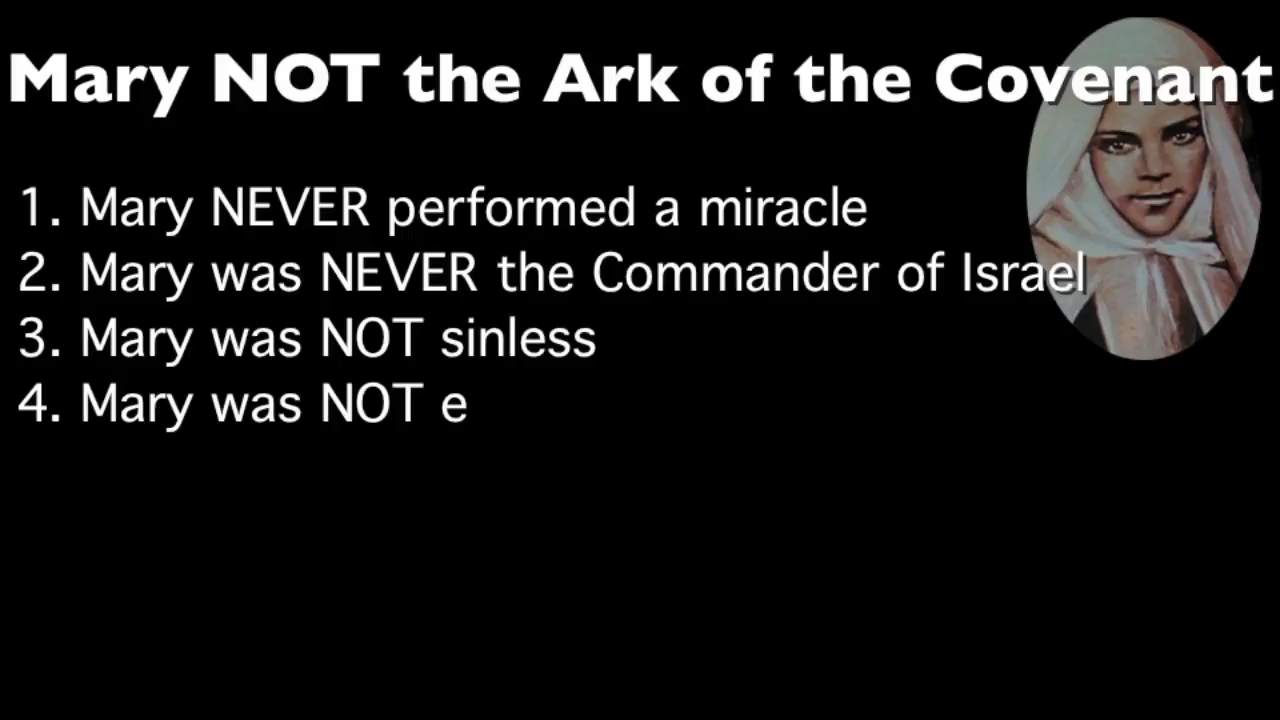 Mary NOT the Ark of the Covenant
1. Mary NEVER performed a miracle
2. Mary was NEVER the Commander of Israel
3. Mary was NOT sinless
4. Mary was NOT e